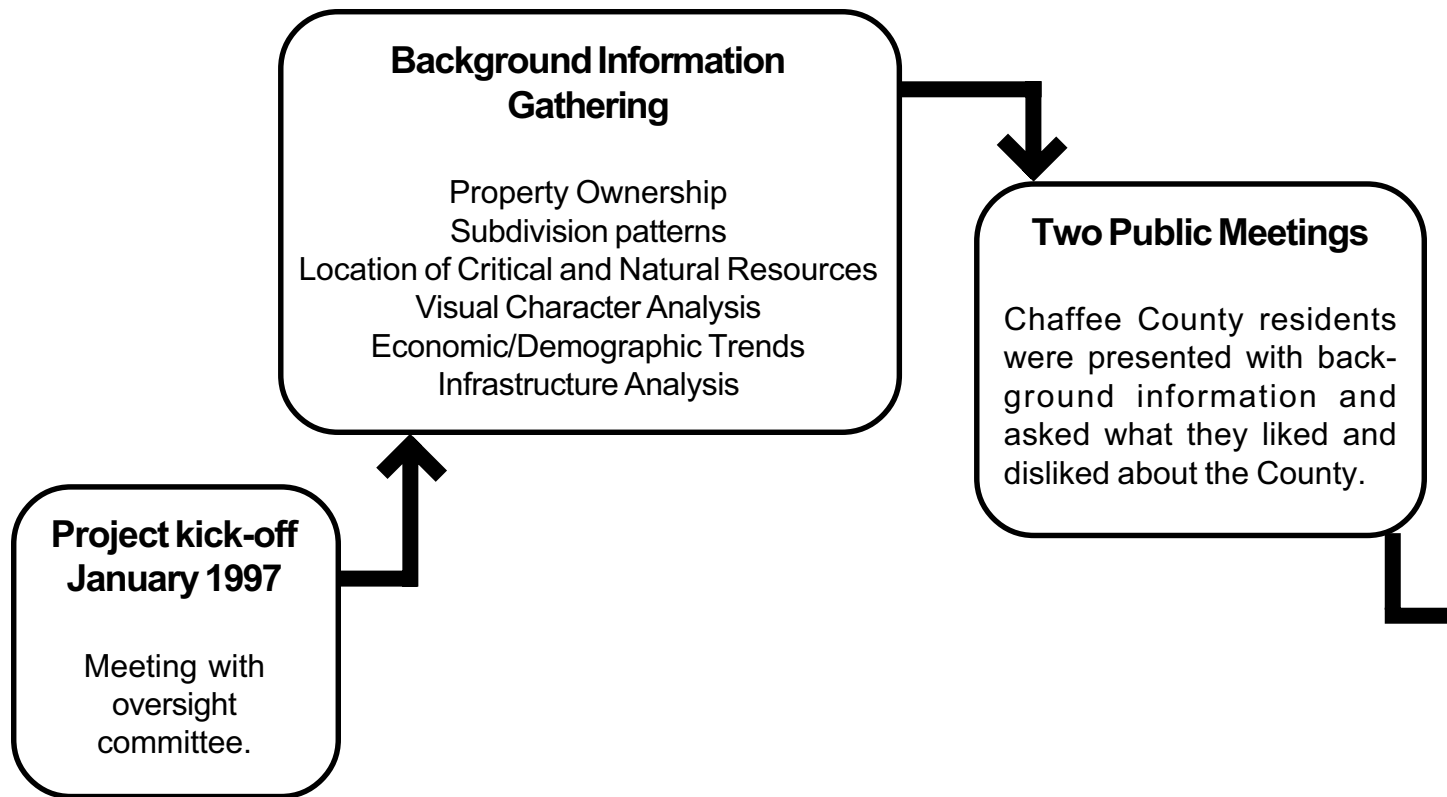 Project kick-off
January 1997
Meeting with
oversight
committee.
Background Information
Gathering
Property Ownership
Subdivision patterns
Location of Critical and Natural Resources
Visual Character Analysis
Economic/Demographic Trends
Infrastructure Analysis
Two Public Meetings
Chaffee County residents
were presented with back-
ground information and
asked what they liked and
disliked about the County.